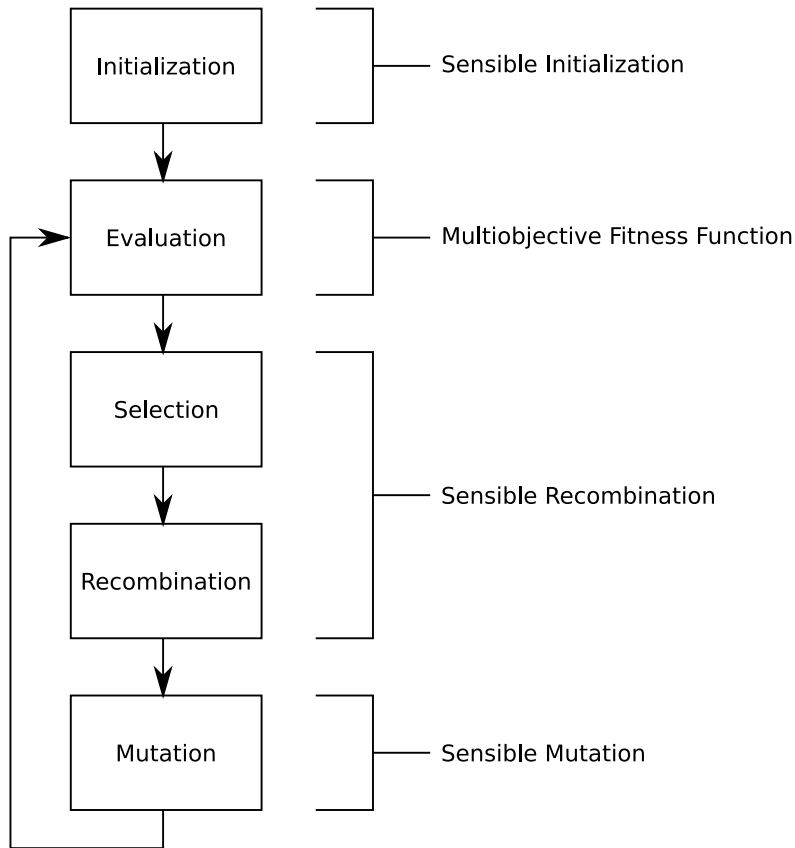 Initialization
Sensible Initialization
Evaluation
Multiobjective Fitness Function
Selection
Sensible Recombination
Recombination
Mutation
Sensible Mutation